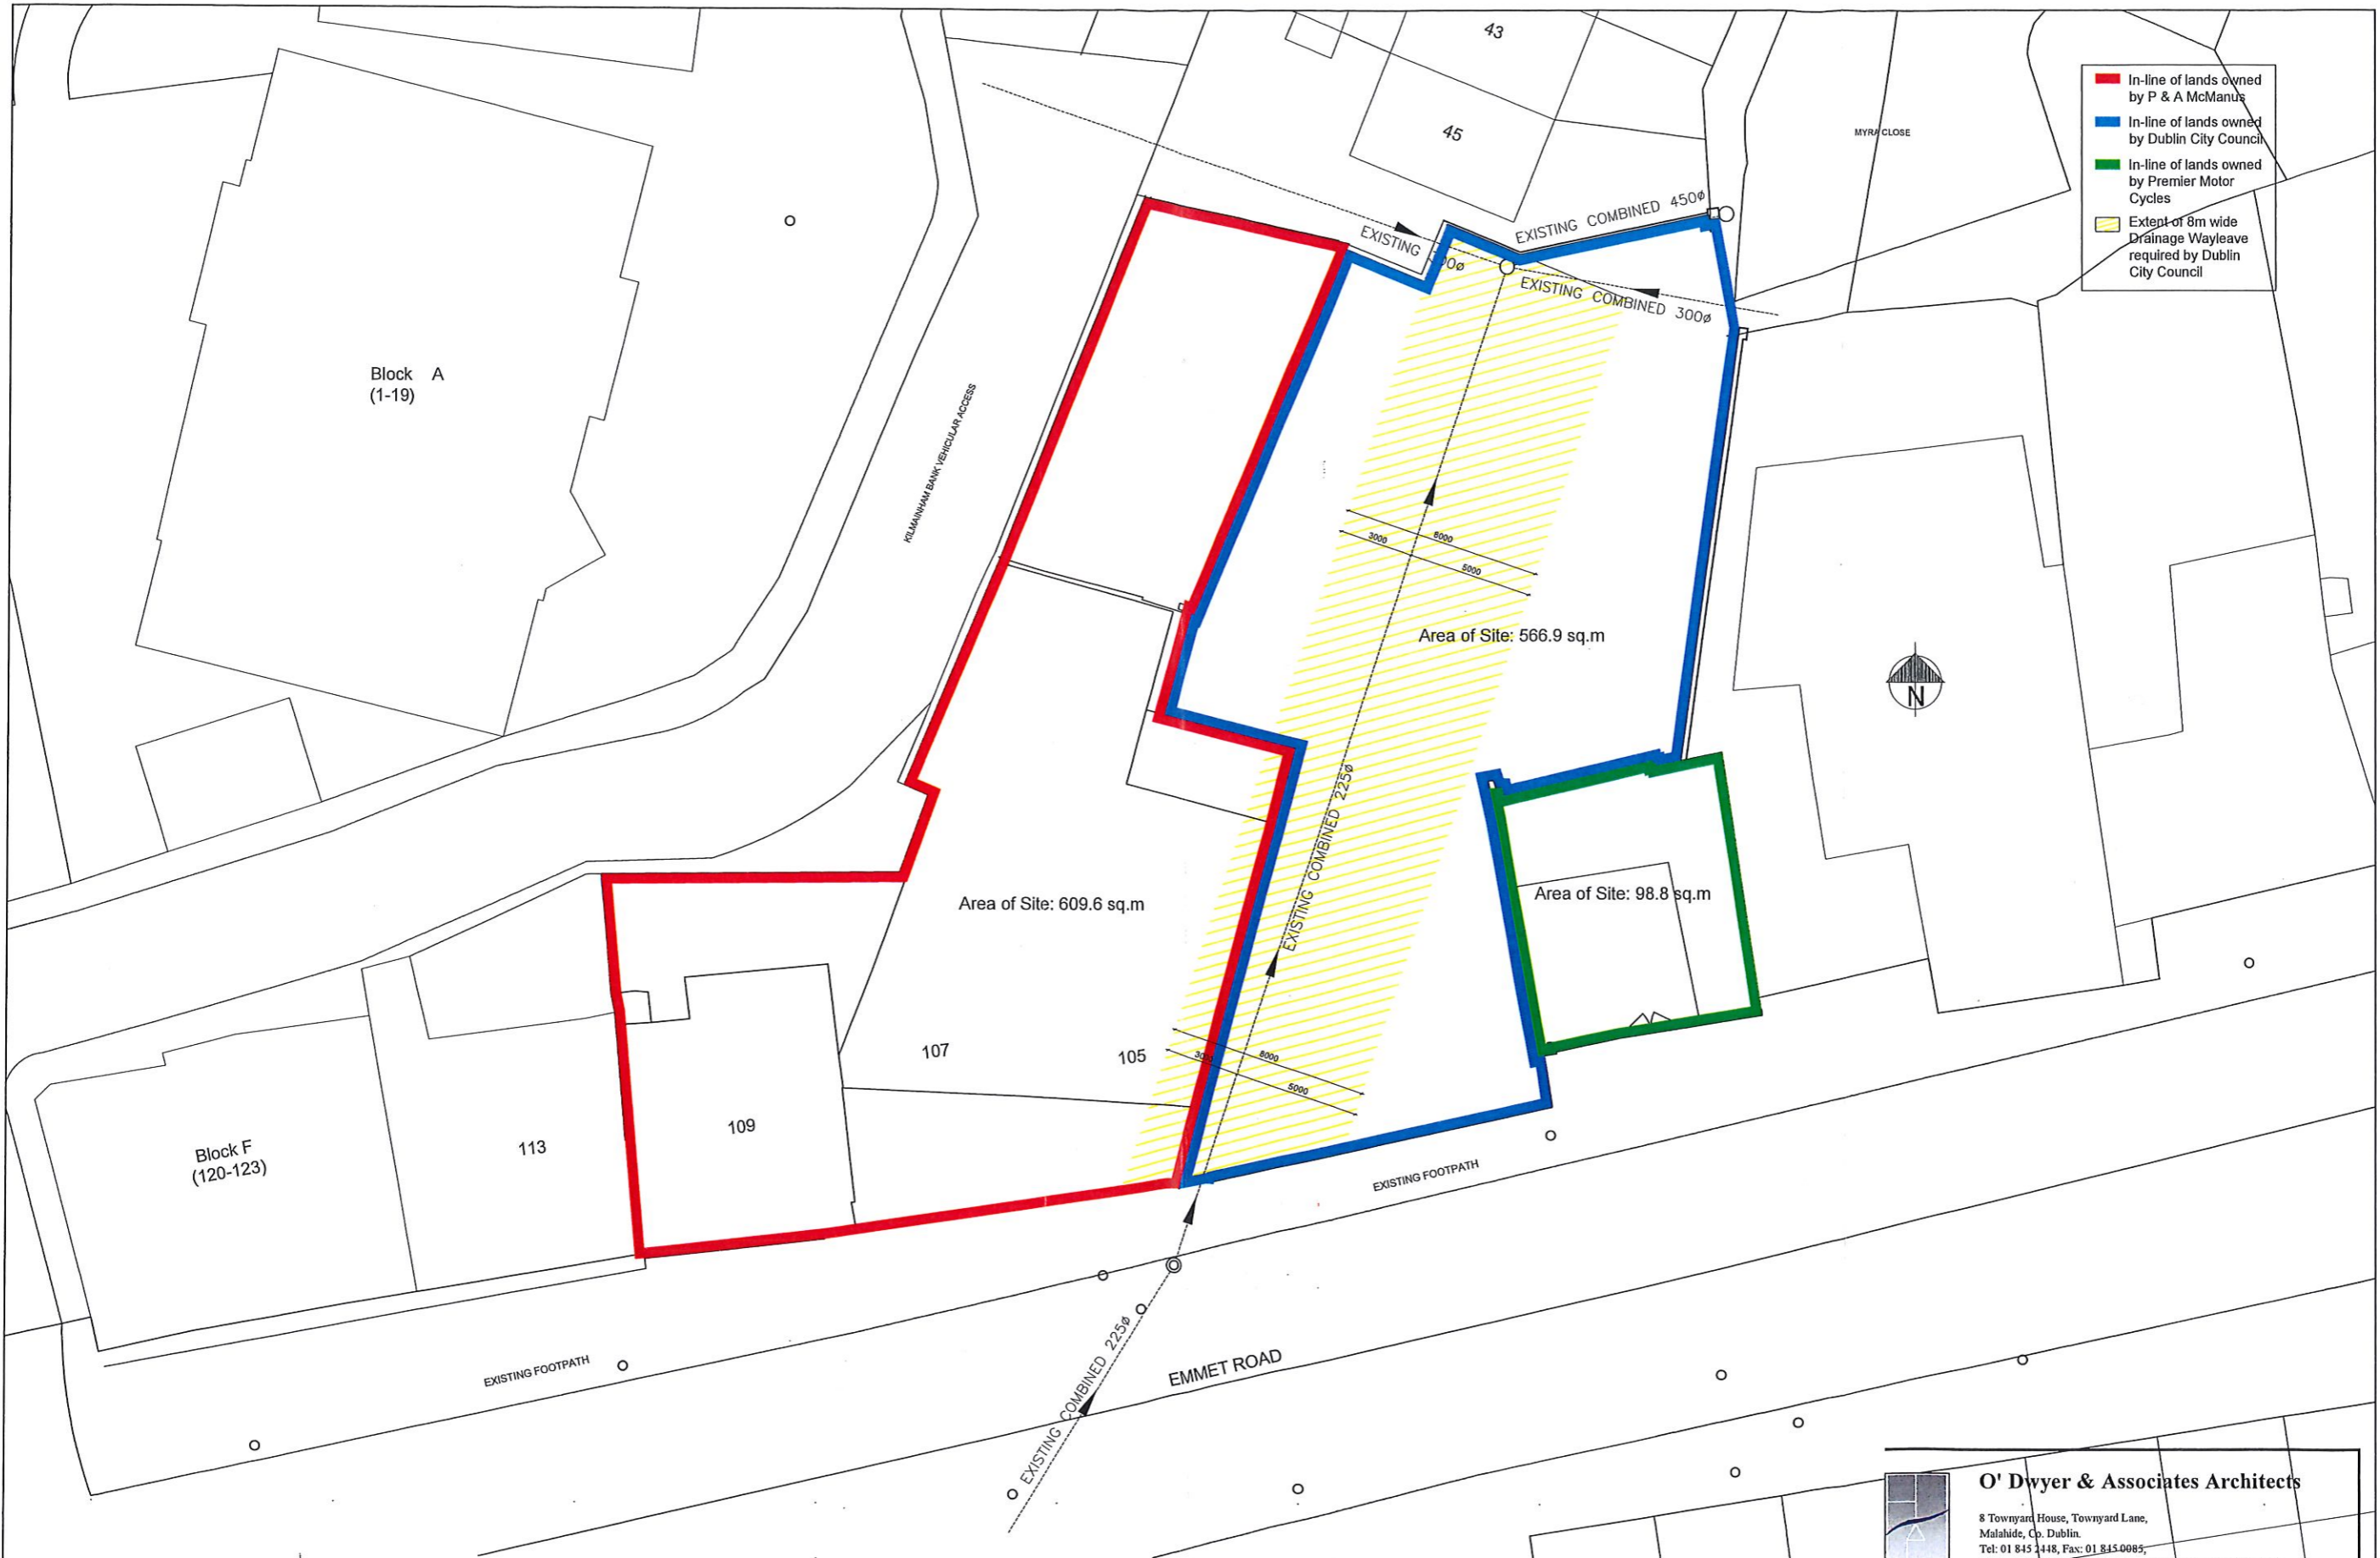 43
45
MYRA CLOSE
In-line of lands owned
by P & A McManus
In-line of lands owned
by Dublin City Council
In-line of lands owned
by Premier Motor
Cycles
Extent of 8m wide
Drainage Wayleave
required by Dublin
City Council
EXISTING COMBINED 450ø
EXISTING
EXISTING COMBINED 300ø
Block A
(1-19)
KILMAINHAM BANK VEHICULAR ACCESS
3000
5000
Area of Site: 566.9 sq.m
N
EXISTING COMBINED 225ø
Area of Site: 609.6 sq.m
Area of Site: 98.8 sq.m
107
105
8000
5000
109
113
Block F
(120-123)
EXISTING FOOTPATH
EXISTING FOOTPATH
EXISTING COMBINED 225ø
EMMET ROAD
O' Dwyer & Associates Architects
8 Townyard House, Townyard Lane,
Malahide, Co. Dublin.
Tel: 01 845 2448, Fax: 01 845 0085,